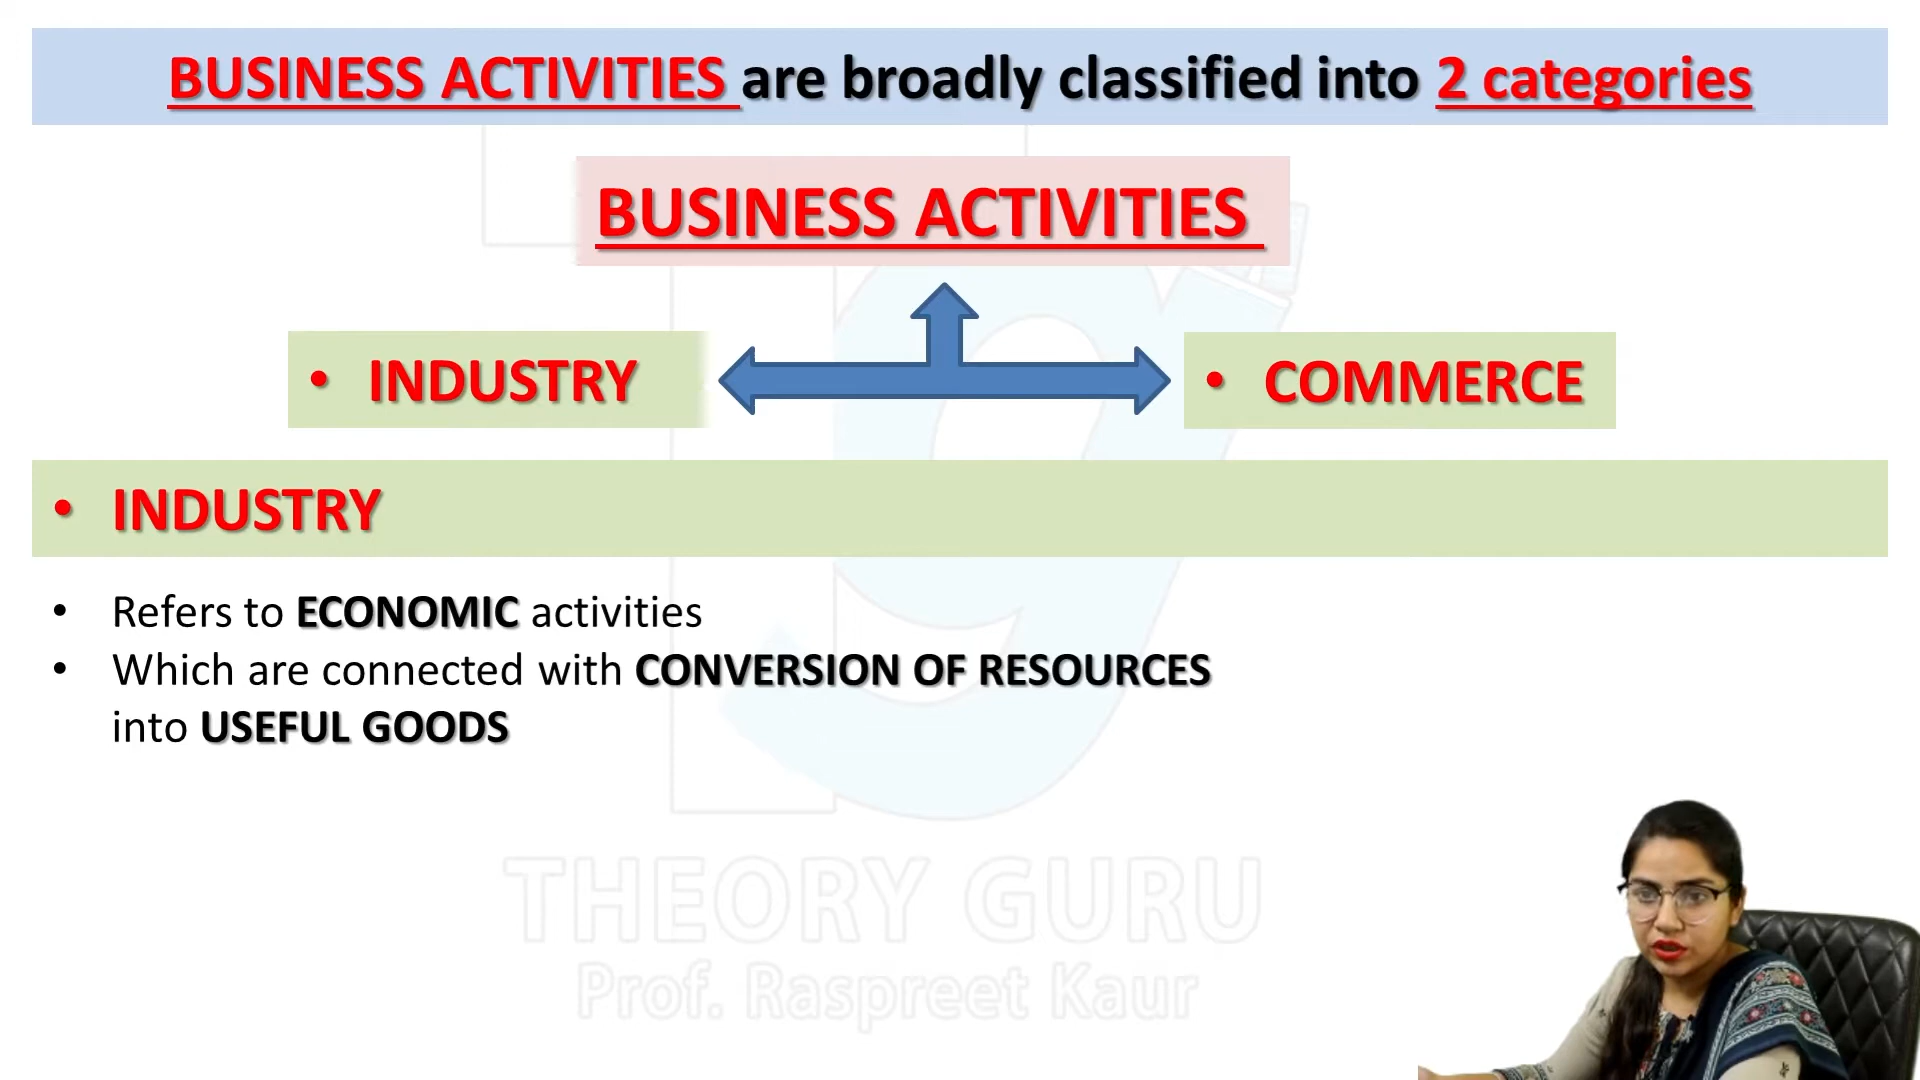 BUSINESS ACTIVITIES are broadly classified into 2 categories
BUSINESS ACTIVITIES
• INDUSTRY
• COMMERCE
• INDUSTRY
• Refers to ECONOMIC activities
• Which are connected with CONVERSION OF RESOURCES
into USEFUL GOODS
THEORY GURU
Prof. Raspreet Kaur